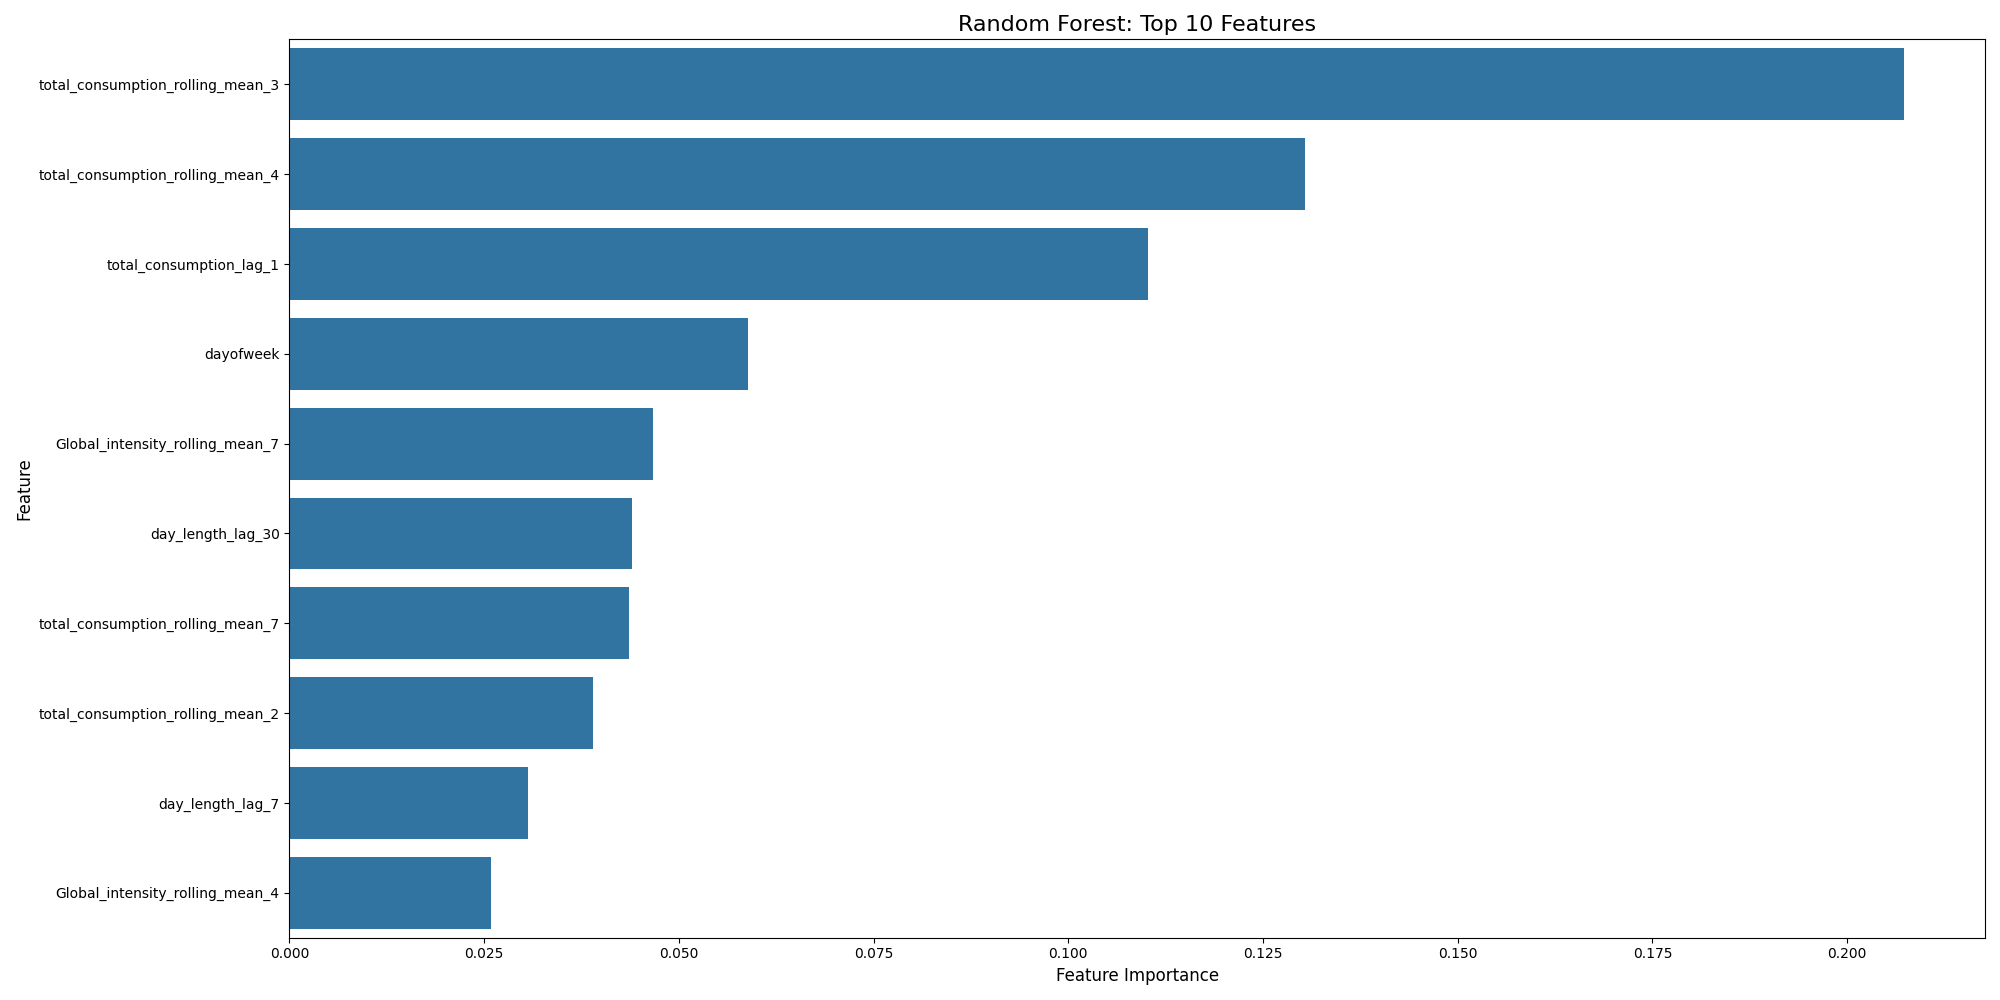 Random Forest: Top 10 Features
total_consumption_rolling_mean_3
total_consumption_rolling_mean_4
total_consumption_lag_1
dayofweek
Global_intensity_rolling_mean_7
day_length_lag_30
total_consumption_rolling_mean_7
total_consumption_rolling_mean_2
day_length_lag_7
Global_intensity_rolling_mean_4
Feature
0.000 0.025 0.050 0.075 0.100 0.125 0.150 0.175 0.200
Feature Importance